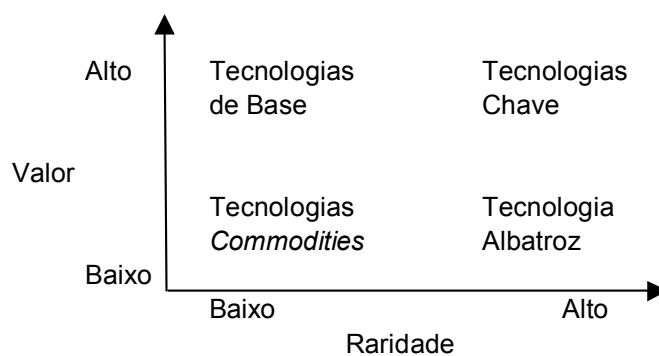 Alto
Tecnologias
de Base
Tecnologias
Chave
Valor
Tecnologias
Commodities
Tecnologia
Albatroz
Baixo
Baixo
Alto
Raridade